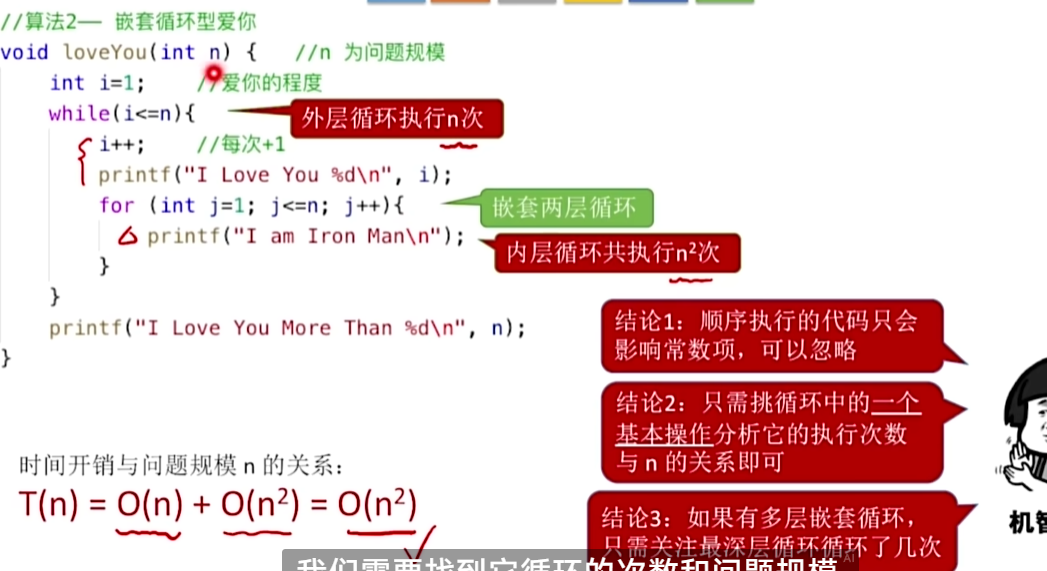 //算法2—— 嵌套循环型爱你
void loveYou(int n) {   //n 为问题规模
int i=1;   //爱你的程度
while(i<=n){
外层循环执行n次
i++;   //每次+1
printf("I Love You %d\n", i);
for (int j=1; j<=n; j++){
嵌套两层循环
printf("I am Iron Man\n");
内层循环共执行n²次
}
}
printf("I Love You More Than %d\n", n);
}
结论1：顺序执行的代码只会
影响常数项，可以忽略
结论2：只需挑循环中的一个
基本操作分析它的执行次数
与 n 的关系即可
时间开销与问题规模 n 的关系：
T(n) = O(n) + O(n²) = O(n²)
结论3：如果有多层嵌套循环，
只需关注最深层循环循环了几次
机智
我们需要找到它循环的次数和问题规模
AI